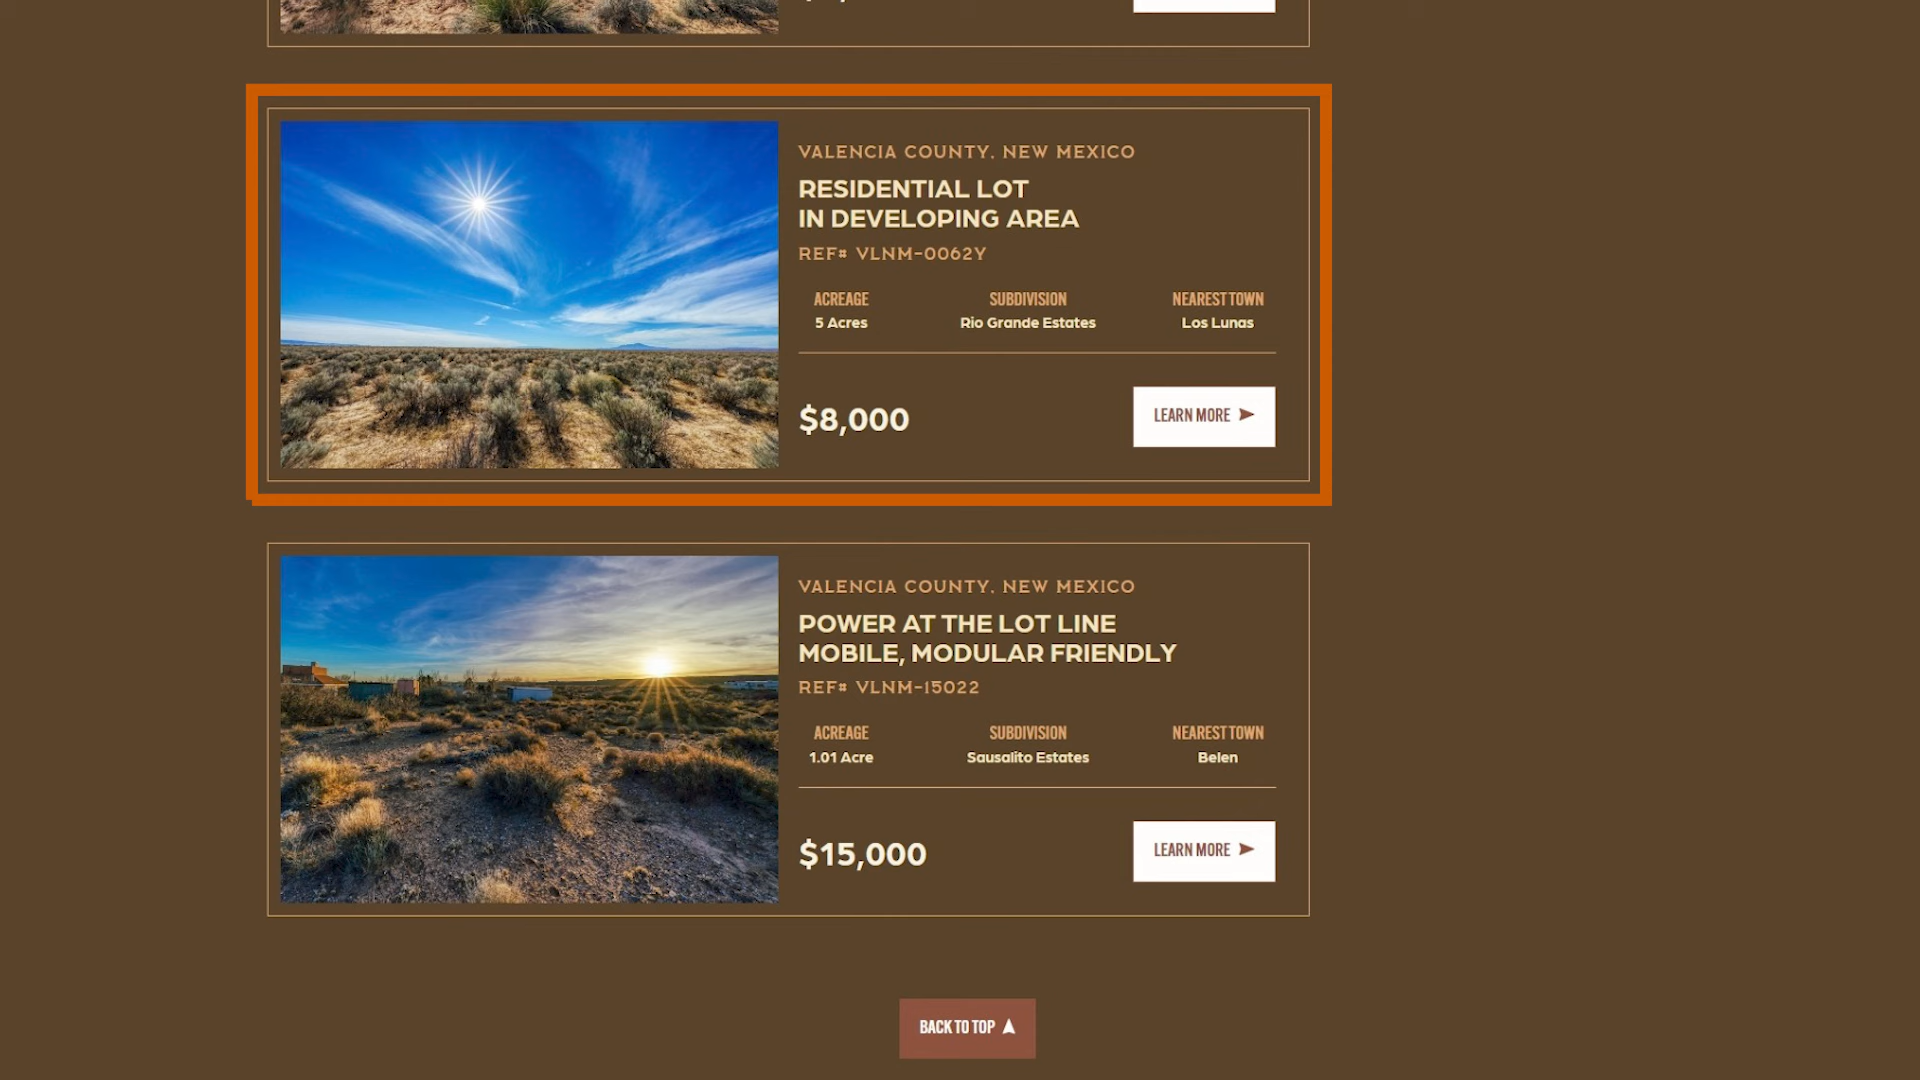 VALENCIA COUNTY, NEW MEXICO
RESIDENTIAL LOT
IN DEVELOPING AREA
REF# VLNM-0062Y
ACREAGE SUBDIVISION NEAREST TOWN
5 Acres Rio Grande Estates Los Lunas
$8,000 LEARN MORE
VALENCIA COUNTY, NEW MEXICO
POWER AT THE LOT LINE
MOBILE, MODULAR FRIENDLY
REF# VLNM-15022
ACREAGE SUBDIVISION NEAREST TOWN
1.01 Acre Sausalito Estates Belen
$15,000 LEARN MORE
BACK TO TOP